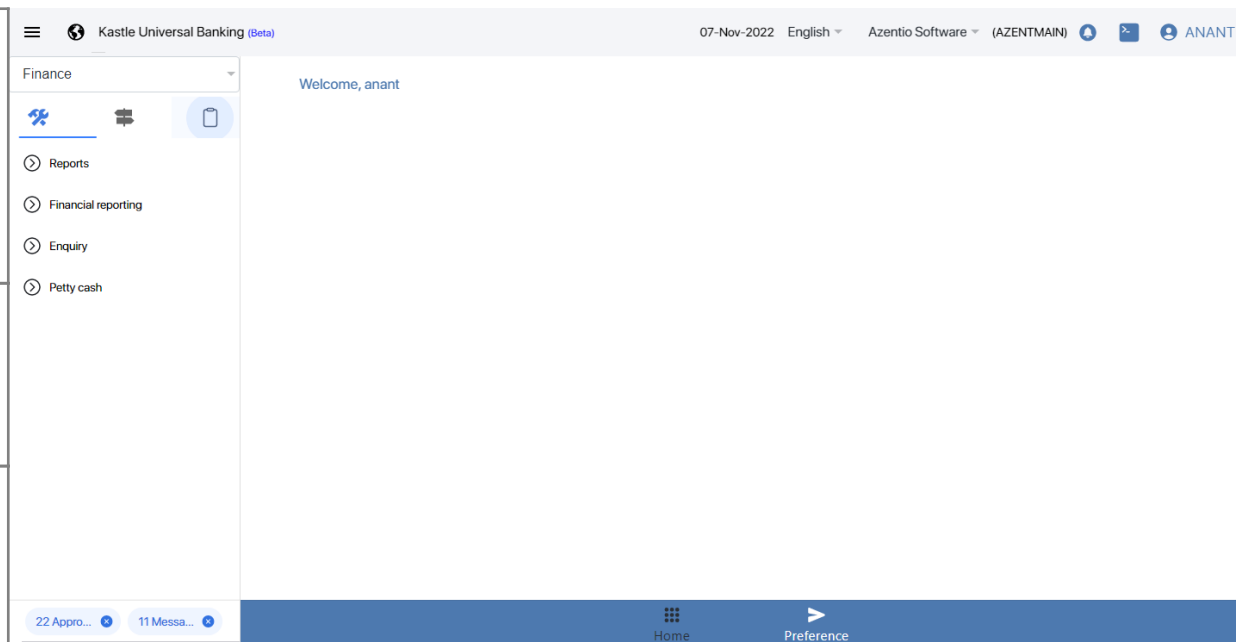 Kastle Universal Banking (Beta) 07-Nov-2022 English Azentio Software (AZENTMAIN) ANANT
Finance
Welcome, anant
Reports
Financial reporting
Enquiry
Petty cash
22 Appro... 11 Messa...
Home Preference